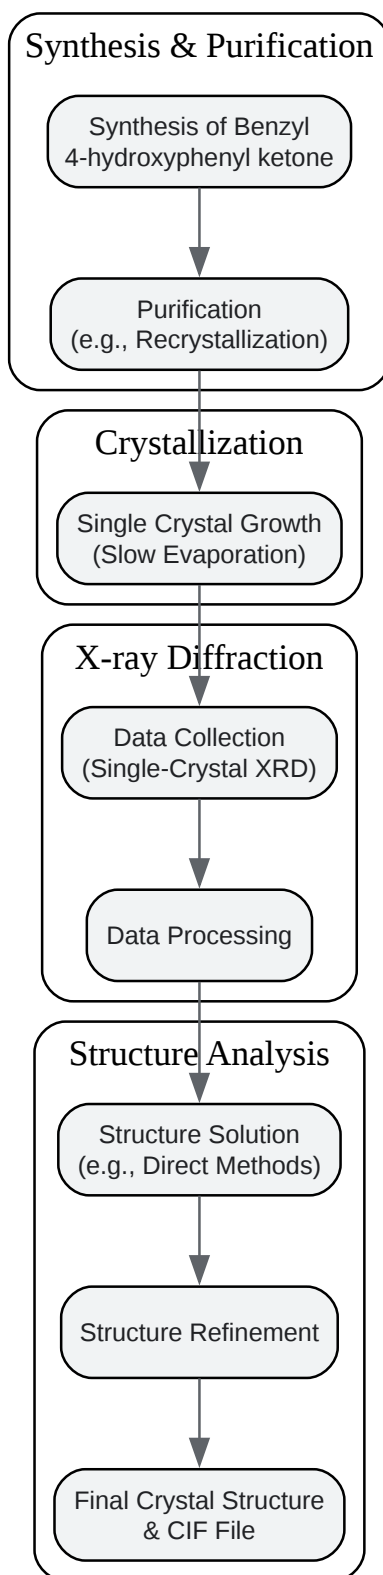 Synthesis & Purification
Synthesis of Benzyl
4-hydroxyphenyl ketone
Purification
(e.g., Recrystallization)
Crystallization
Single Crystal Growth
(Slow Evaporation)
X-ray Diffraction
Data Collection
(Single-Crystal XRD)
Data Processing
Structure Analysis
Structure Solution
(e.g., Direct Methods)
Structure Refinement
Final Crystal Structure
& CIF File